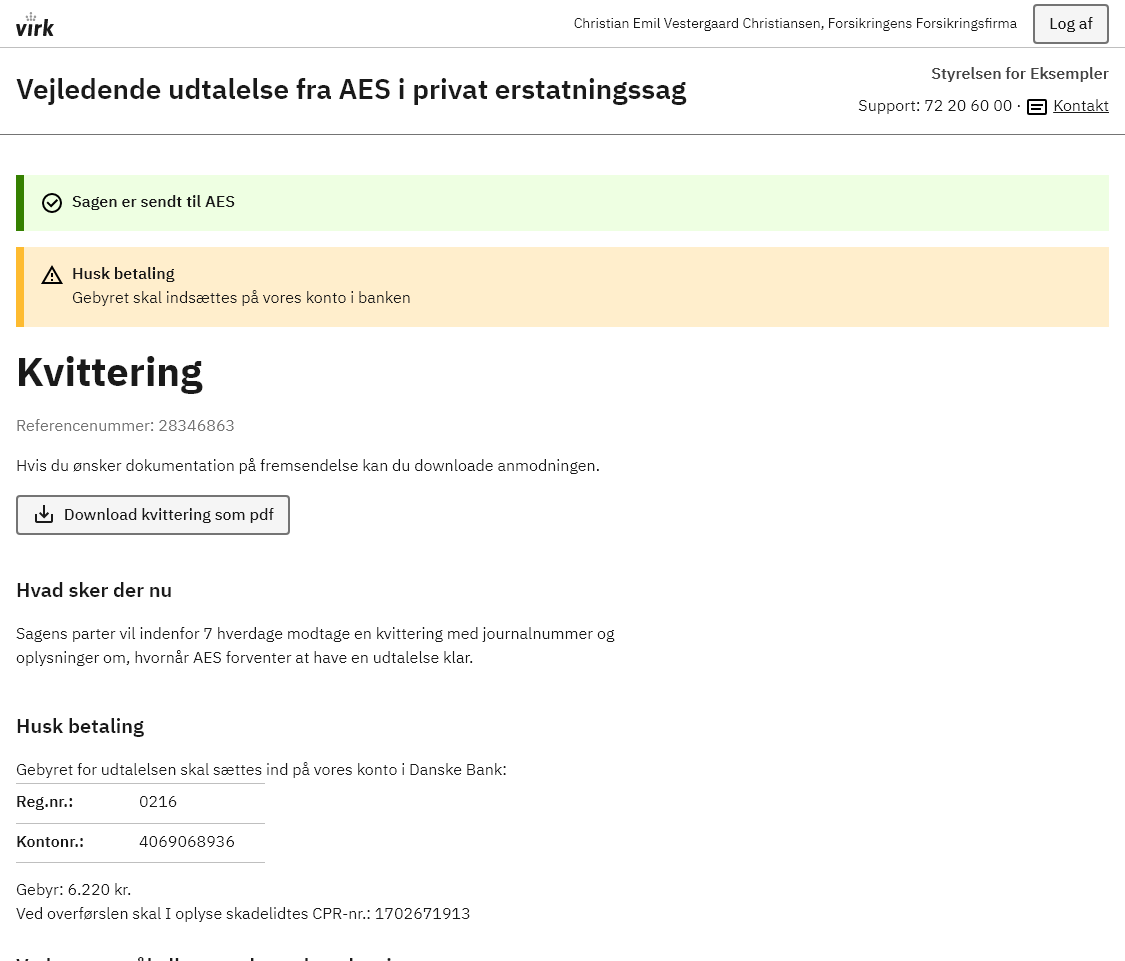 virk
Christian Emil Vestergaard Christiansen, Forsikringens Forsikringsfirma
Log af
Vejledende udtalelse fra AES i privat erstatningssag
Styrelsen for Eksempler
Support: 72 20 60 00 · Kontakt
Sagen er sendt til AES
Husk betaling
Gebyret skal indsættes på vores konto i banken
Kvittering
Referencenummer: 28346863
Hvis du ønsker dokumentation på fremsendelse kan du downloade anmodningen.
Download kvittering som pdf
Hvad sker der nu
Sagens parter vil indenfor 7 hverdage modtage en kvittering med journalnummer og
oplysninger om, hvornår AES forventer at have en udtalelse klar.
Husk betaling
Gebyret for udtalelsen skal sættes ind på vores konto i Danske Bank:
Reg.nr.: 0216
Kontonr.: 4069068936
Gebyr: 6.220 kr.
Ved overførslen skal I oplyse skadelidtes CPR-nr.: 1702671913